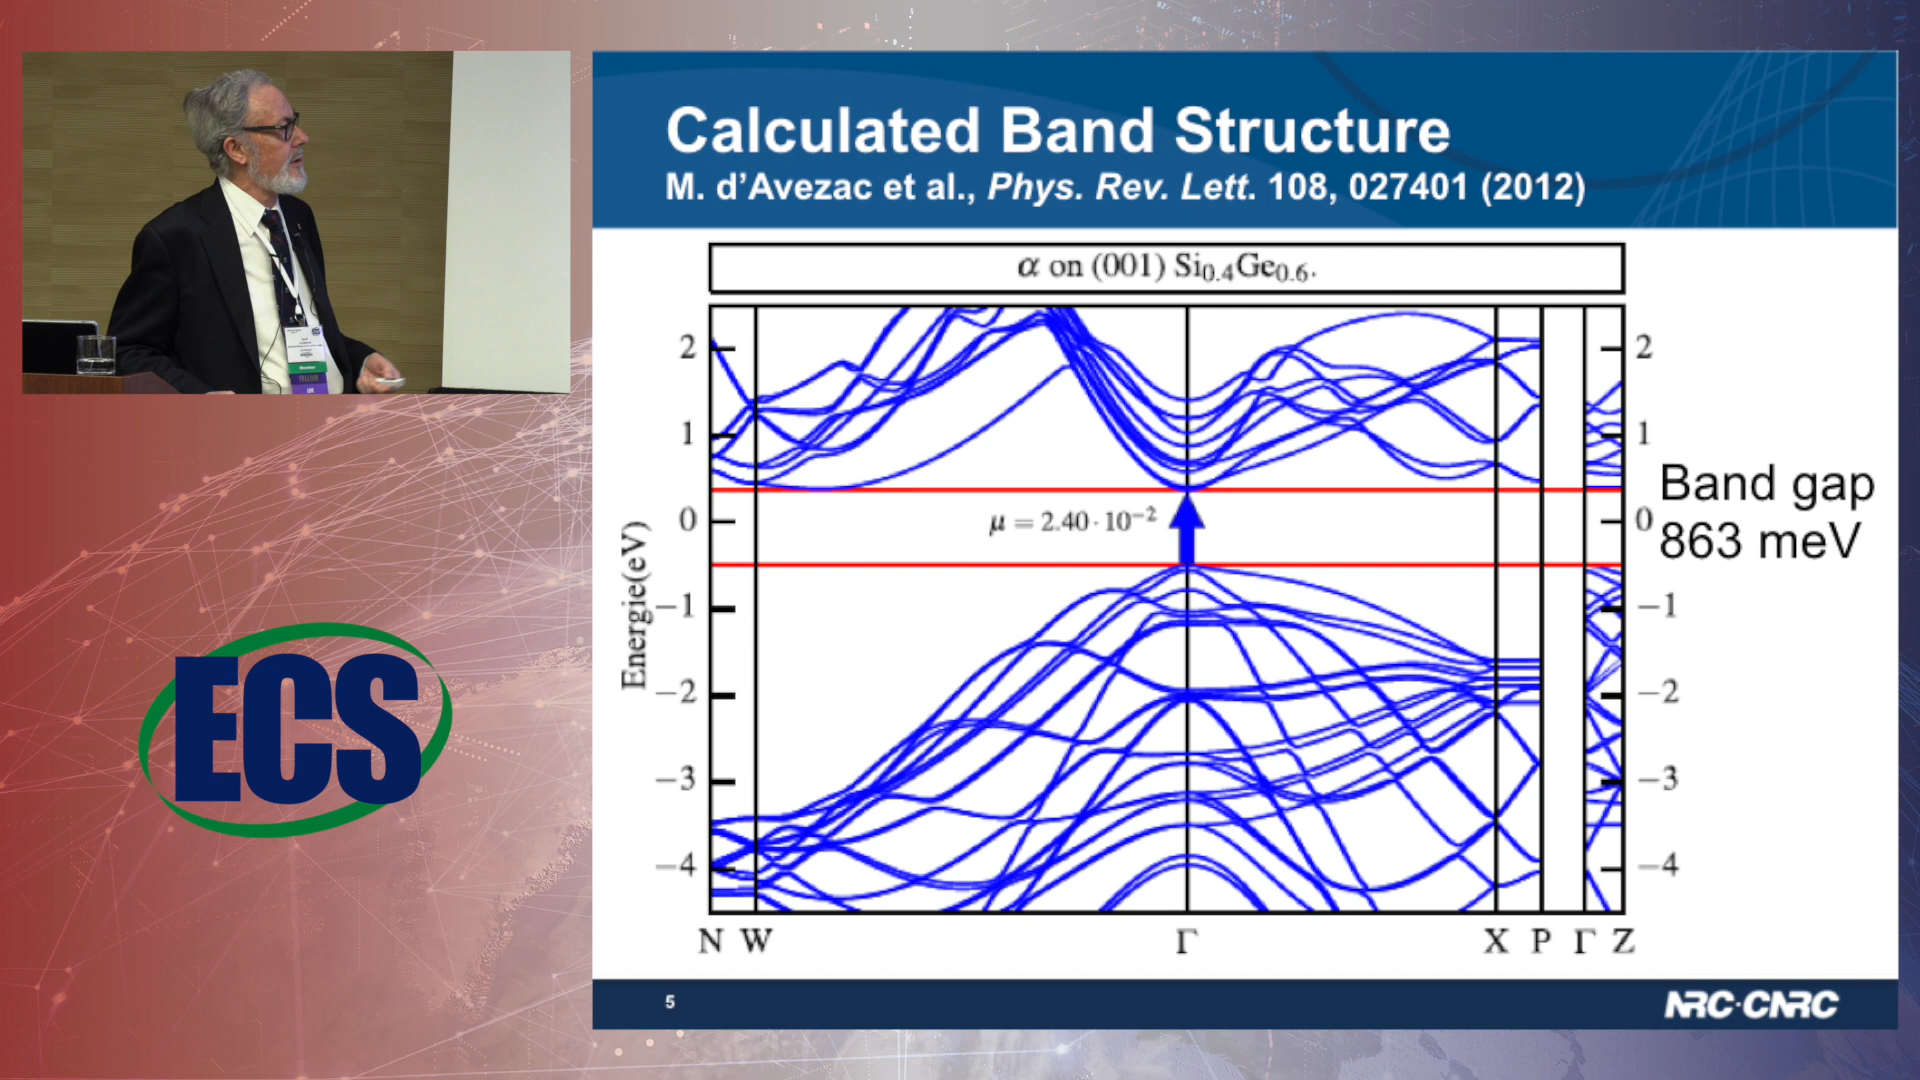 Calculated Band Structure
M. d'Avezac et al., Phys. Rev. Lett. 108, 027401 (2012)
α on (001) Si₀.₄Ge₀.₆.
2
1
0
−1
−2
−3
−4
Energie(eV)
μ = 2.40 · 10⁻²
2
1
0
−1
−2
−3
−4
Band gap
863 meV
N W Γ X P Γ Z
5
NRC·CNRC
ECS